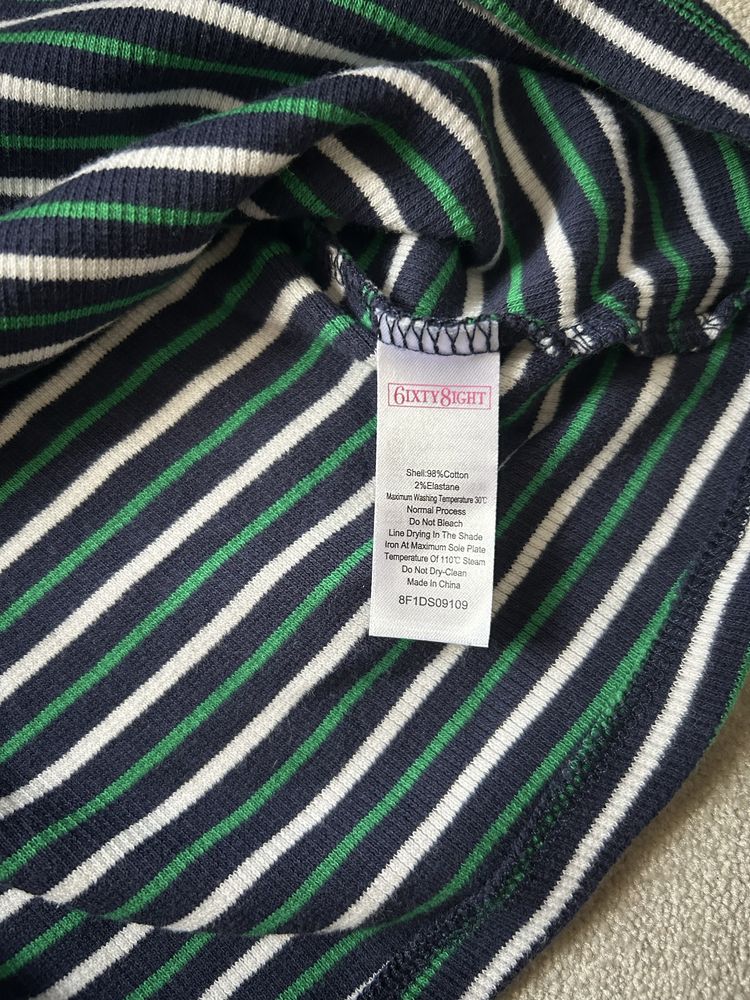 6IXTY8IGHT
Shell:98%Cotton
2%Elastane
Maximum Washing Temperature 30℃
Normal Process
Do Not Bleach
Line Drying In The Shade
Iron At Maximum Sole Plate
Temperature Of 110℃ Steam
Do Not Dry-Clean
Made In China
8F1DS09109